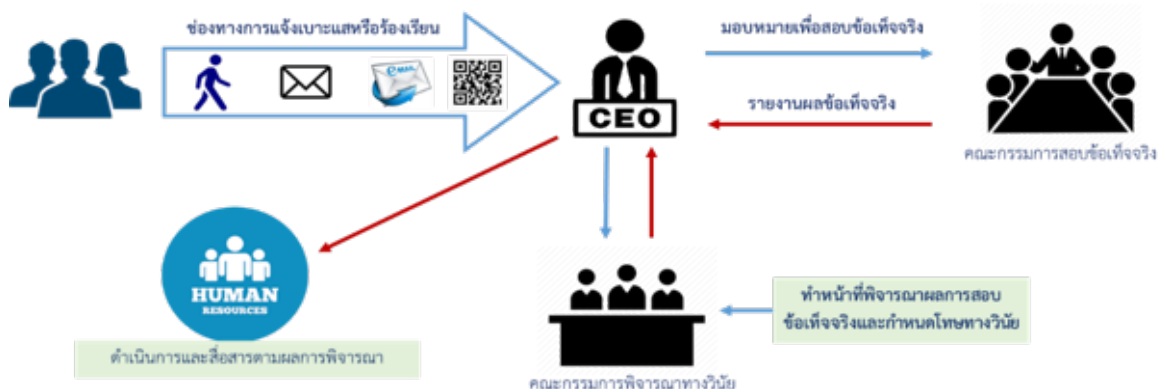 ช่องทางการแจ้งเบาะแสหรือร้องเรียน
มอบหมายเพื่อสอบข้อเท็จจริง
e-MAIL
CEO
รายงานผลข้อเท็จจริง
คณะกรรมการสอบข้อเท็จจริง
HUMAN
RESOURCES
ดำเนินการและสื่อสารตามผลการพิจารณา
ทำหน้าที่พิจารณาผลการสอบ
ข้อเท็จจริงและกำหนดโทษทางวินัย
คณะกรรมการพิจารณาทางวินัย